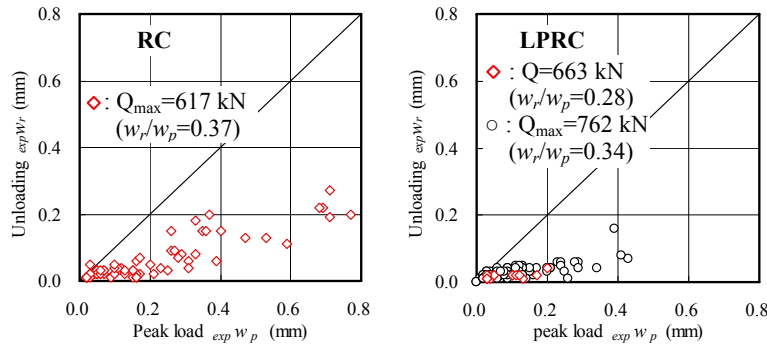 RC
: Qmax=617 kN
(wr/wp=0.37)
Unloading expwr (mm)
0.8
0.6
0.4
0.2
0.0
0.0 0.2 0.4 0.6 0.8
Peak load exp wp (mm)
LPRC
: Q=663 kN
(wr/wp=0.28)
: Qmax=762 kN
(wr/wp=0.34)
Unloading expwr (mm)
0.8
0.6
0.4
0.2
0.0
0.0 0.2 0.4 0.6 0.8
peak load exp wp (mm)